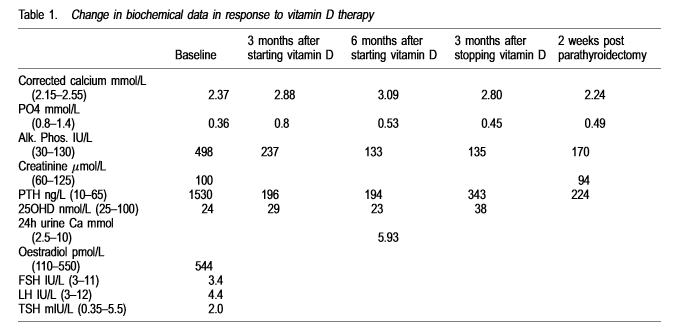 Table 1. Change in biochemical data in response to vitamin D therapy
Baseline 3 months after starting vitamin D 6 months after starting vitamin D 3 months after stopping vitamin D 2 weeks post parathyroidectomy
Corrected calcium mmol/L
(2.15–2.55) 2.37 2.88 3.09 2.80 2.24
PO4 mmol/L
(0.8–1.4) 0.36 0.8 0.53 0.45 0.49
Alk. Phos. IU/L
(30–130) 498 237 133 135 170
Creatinine μmol/L
(60–125) 100 94
PTH ng/L (10–65) 1530 196 194 343 224
25OHD nmol/L (25–100) 24 29 23 38
24h urine Ca mmol
(2.5–10) 5.93
Oestradiol pmol/L
(110–550) 544
FSH IU/L (3–11) 3.4
LH IU/L (3–12) 4.4
TSH mIU/L (0.35–5.5) 2.0